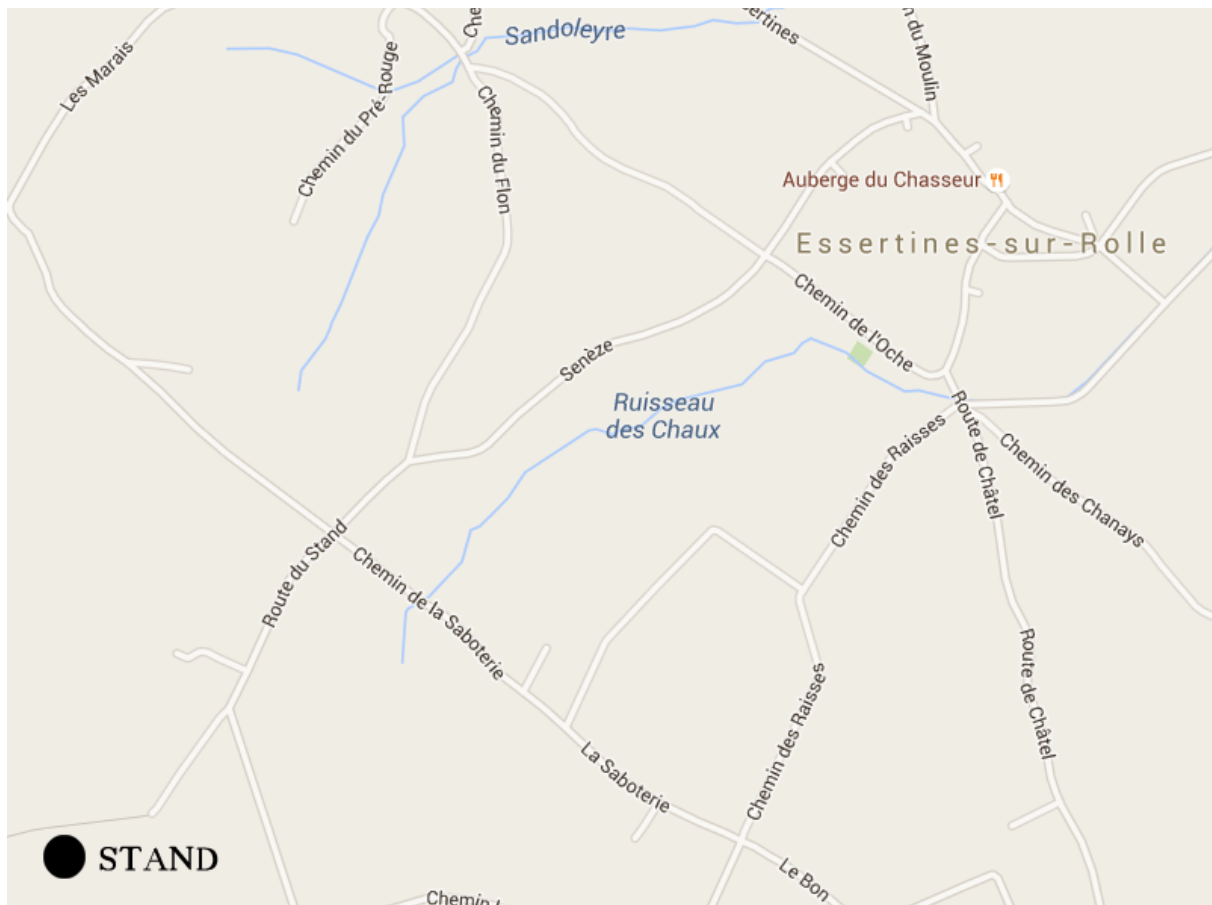 Sandoleyre
Che
Essertines
n du Moulin
Les Marais
Chemin du Pré-Rouge
Chemin du Flon
Auberge du Chasseur
Essertines-sur-Rolle
Chemin de l'Oche
Senèze
Ruisseau
des Chaux
Route de Châtel
Chemin des Raisses
Chemin des Chanays
Route du Stand
Chemin de la Saboterie
Route de Châtel
Chemin des Raisses
La Saboterie
STAND
Le Bon
Chemin